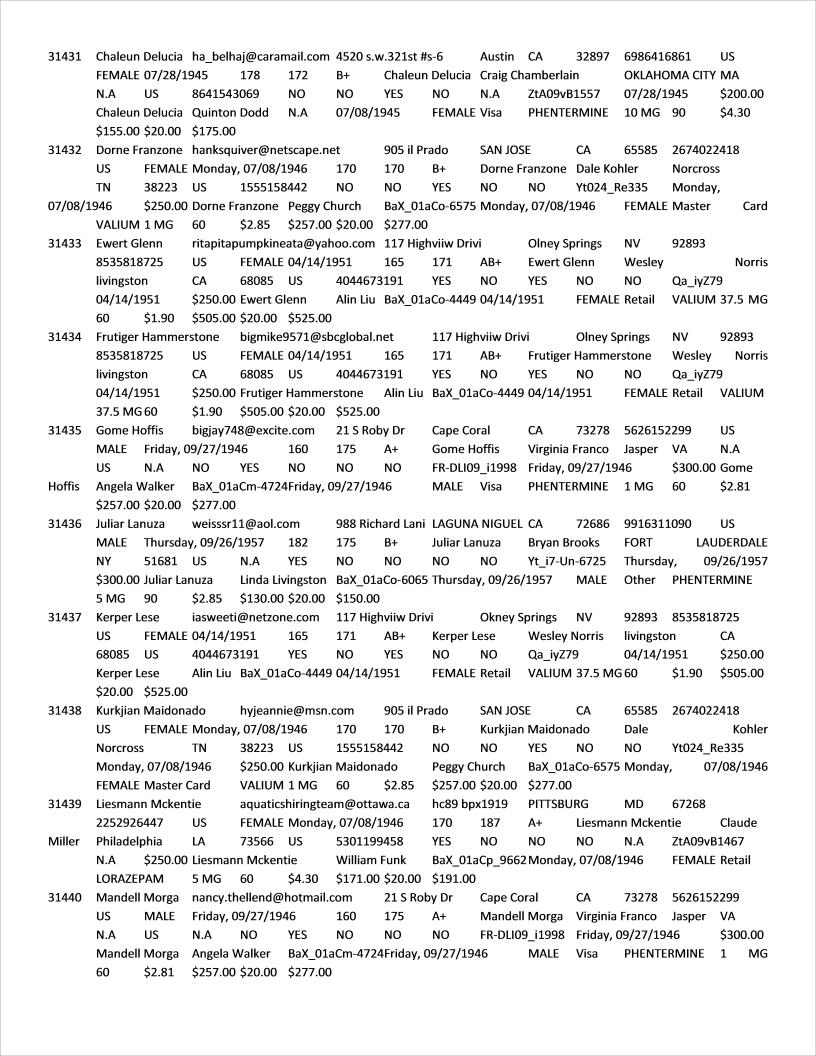 31431 Chaleun Delucia ha_belhaj@caramail.com 4520 s.w.321st #s-6 Austin CA 32897 6986416861 US
FEMALE 07/28/1945 178 172 B+ Chaleun Delucia Craig Chamberlain OKLAHOMA CITY MA
N.A US 8641543069 NO NO YES NO N.A ZtA09vB1557 07/28/1945 $200.00
Chaleun Delucia Quinton Dodd N.A 07/08/1945 FEMALE Visa PHENTERMINE 10 MG 90 $4.30
$155.00 $20.00 $175.00
31432 Dorne Franzone hanksquiver@netscape.net 905 il Prado SAN JOSE CA 65585 2674022418
US FEMALE Monday, 07/08/1946 170 170 B+ Dorne Franzone Dale Kohler Norcross
TN 38223 US 1555158442 NO NO YES NO NO Yt024_Re335 Monday,
07/08/1946 $250.00 Dorne Franzone Peggy Church BaX_01aCo-6575 Monday, 07/08/1946 FEMALE Master Card
VALIUM 1 MG 60 $2.85 $257.00 $20.00 $277.00
31433 Ewert Glenn ritapitapumpkineata@yahoo.com 117 Highviiw Drivi Olney Springs NV 92893
8535818725 US FEMALE 04/14/1951 165 171 AB+ Ewert Glenn Wesley Norris
livingston CA 68085 US 4044673191 YES NO YES NO NO Qa_iyZ79
04/14/1951 $250.00 Ewert Glenn Alin Liu BaX_01aCo-4449 04/14/1951 FEMALE Retail VALIUM 37.5 MG
60 $1.90 $505.00 $20.00 $525.00
31434 Frutiger Hammerstone bigmike9571@sbcglobal.net 117 Highviiw Drivi Olney Springs NV 92893
8535818725 US FEMALE 04/14/1951 165 171 AB+ Frutiger Hammerstone Wesley Norris
livingston CA 68085 US 4044673191 YES NO YES NO NO Qa_iyZ79
04/14/1951 $250.00 Frutiger Hammerstone Alin Liu BaX_01aCo-4449 04/14/1951 FEMALE Retail VALIUM
37.5 MG 60 $1.90 $505.00 $20.00 $525.00
31435 Gome Hoffis bigjay748@excite.com 21 S Roby Dr Cape Coral CA 73278 5626152299 US
MALE Friday, 09/27/1946 160 175 A+ Gome Hoffis Virginia Franco Jasper VA N.A
US N.A NO YES NO NO NO FR-DLI09_i1998 Friday, 09/27/1946 $300.00 Gome
Hoffis Angela Walker BaX_01aCm-4724Friday, 09/27/1946 MALE Visa PHENTERMINE 1 MG 60 $2.81
$257.00 $20.00 $277.00
31436 Juliar Lanuza weisssr11@aol.com 988 Richard Lani LAGUNA NIGUEL CA 72686 9916311090 US
MALE Thursday, 09/26/1957 182 175 B+ Juliar Lanuza Bryan Brooks FORT LAUDERDALE
NY 51681 US N.A YES NO NO NO NO Yt_i7-Un-6725 Thursday, 09/26/1957
$300.00 Juliar Lanuza Linda Livingston BaX_01aCo-6065 Thursday, 09/26/1957 MALE Other PHENTERMINE
5 MG 90 $2.85 $130.00 $20.00 $150.00
31437 Kerper Lese iasweeti@netzone.com 117 Highviiw Drivi Okney Springs NV 92893 8535818725
US FEMALE 04/14/1951 165 171 AB+ Kerper Lese Wesley Norris livingston CA
68085 US 4044673191 YES NO YES NO NO Qa_iyZ79 04/14/1951 $250.00
Kerper Lese Alin Liu BaX_01aCo-4449 04/14/1951 FEMALE Retail VALIUM 37.5 MG 60 $1.90 $505.00
$20.00 $525.00
31438 Kurkjian Maidonado hyjeannie@msn.com 905 il Prado SAN JOSE CA 65585 2674022418
US FEMALE Monday, 07/08/1946 170 170 B+ Kurkjian Maidonado Dale Kohler
Norcross TN 38223 US 1555158442 NO NO YES NO NO Yt024_Re335
Monday, 07/08/1946 $250.00 Kurkjian Maidonado Peggy Church BaX_01aCo-6575 Monday, 07/08/1946
FEMALE Master Card VALIUM 1 MG 60 $2.85 $257.00 $20.00 $277.00
31439 Liesmann Mckentie aquaticshiringteam@ottawa.ca hc89 bpx1919 PITTSBURG MD 67268
2252926447 US FEMALE Monday, 07/08/1946 170 187 A+ Liesmann Mckentie Claude
Miller Philadelphia LA 73566 US 5301199458 YES NO NO NO N.A ZtA09vB1467
N.A $250.00 Liesmann Mckentie William Funk BaX_01aCp_9662 Monday, 07/08/1946 FEMALE Retail
LORAZEPAM 5 MG 60 $4.30 $171.00 $20.00 $191.00
31440 Mandell Morga nancy.thellend@hotmail.com 21 S Roby Dr Cape Coral CA 73278 5626152299
US MALE Friday, 09/27/1946 160 175 A+ Mandell Morga Virginia Franco Jasper VA
N.A US N.A NO YES NO NO NO FR-DLI09_i1998 Friday, 09/27/1946 $300.00
Mandell Morga Angela Walker BaX_01aCm-4724Friday, 09/27/1946 MALE Visa PHENTERMINE 1 MG
60 $2.81 $257.00 $20.00 $277.00